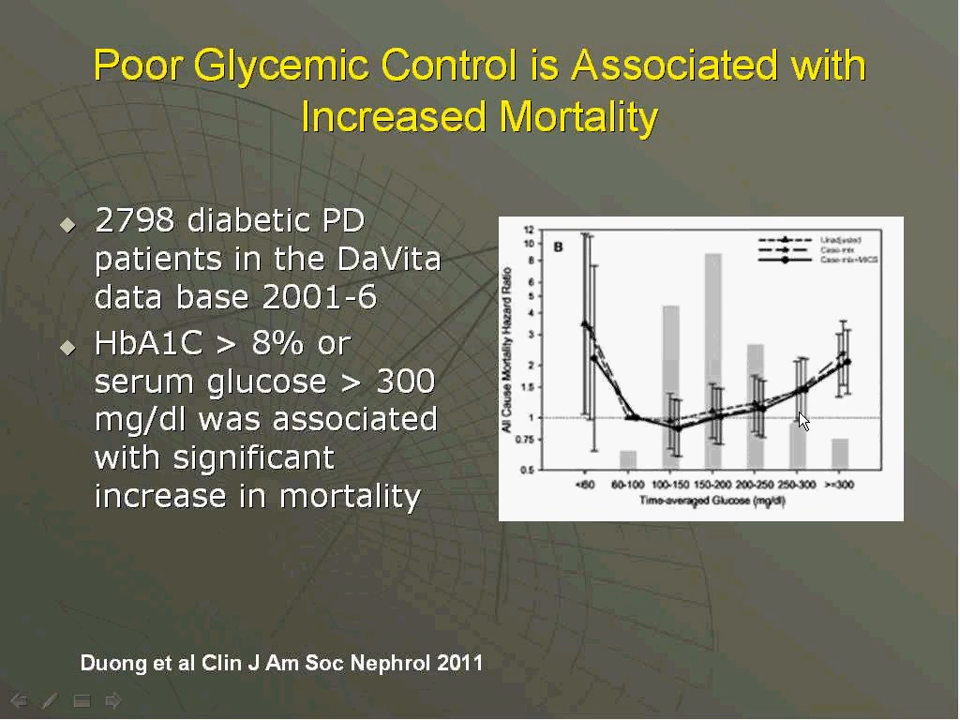 Poor Glycemic Control is Associated with
Increased Mortality
2798 diabetic PD
patients in the DaVita
data base 2001-6
HbA1C > 8% or
serum glucose > 300
mg/dl was associated
with significant
increase in mortality
B
Unadjusted
Case-mix
Case-mix+MICS
All Cause Mortality Hazard Ratio
12
10
8
6
5
4
3
2
1.5
1
0.75
0.5
<60 60-100 100-150 150-200 200-250 250-300 >=300
Time-averaged Glucose (mg/dl)
Duong et al Clin J Am Soc Nephrol 2011